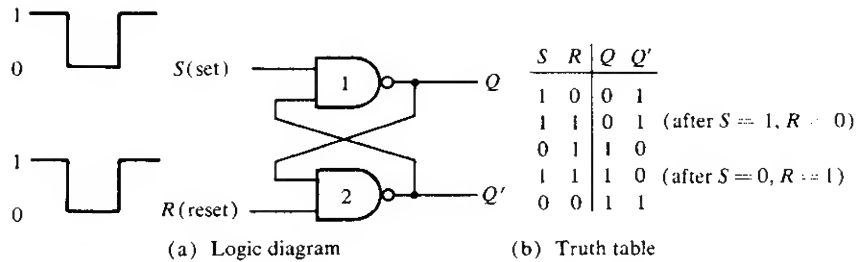 1
0
S(set)
1
Q
1
0
R(reset)
2
Q'
(a) Logic diagram
S R Q Q'
1 0 0 1
1 1 0 1 (after S = 1, R = 0)
0 1 1 0
1 1 1 0 (after S = 0, R = 1)
0 0 1 1
(b) Truth table